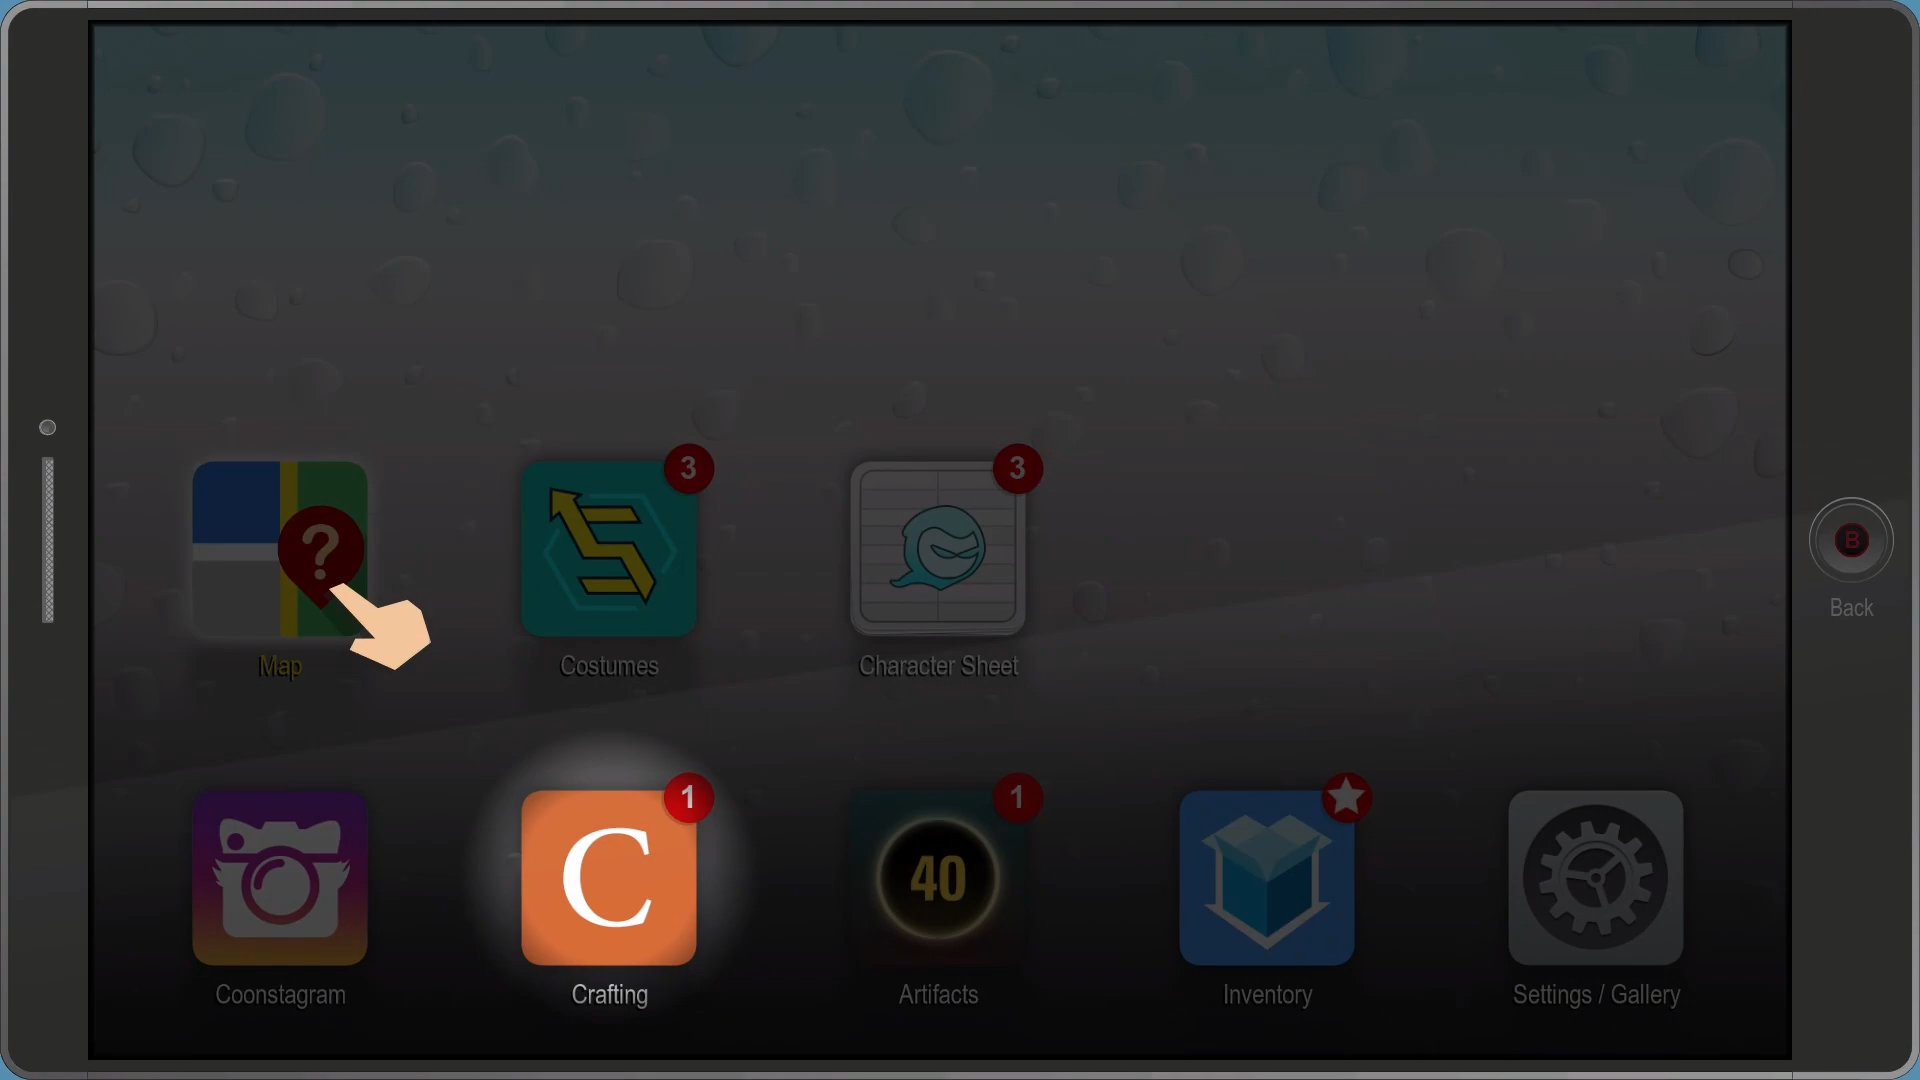 3
3
?
B
Back
Map
Costumes
Character Sheet
1
1
C
40
Coonstagram
Crafting
Artifacts
Inventory
Settings / Gallery